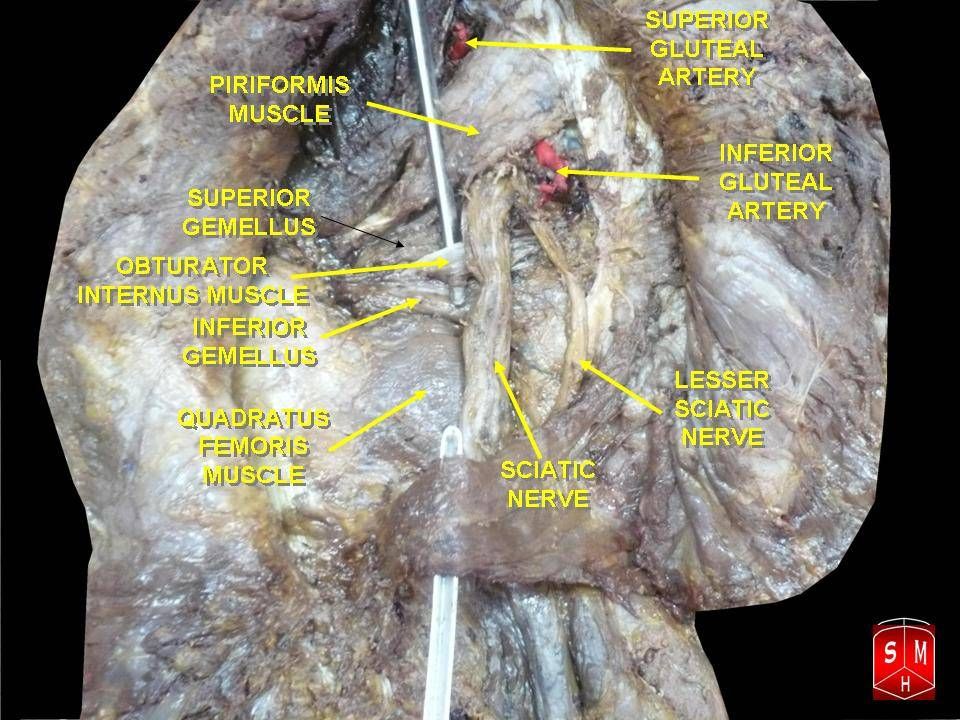 SUPERIOR
GLUTEAL
ARTERY
PIRIFORMIS
MUSCLE
INFERIOR
GLUTEAL
ARTERY
SUPERIOR
GEMELLUS
OBTURATOR
INTERNUS MUSCLE
INFERIOR
GEMELLUS
LESSER
SCIATIC
NERVE
QUADRATUS
FEMORIS
MUSCLE
SCIATIC
NERVE
S M
H